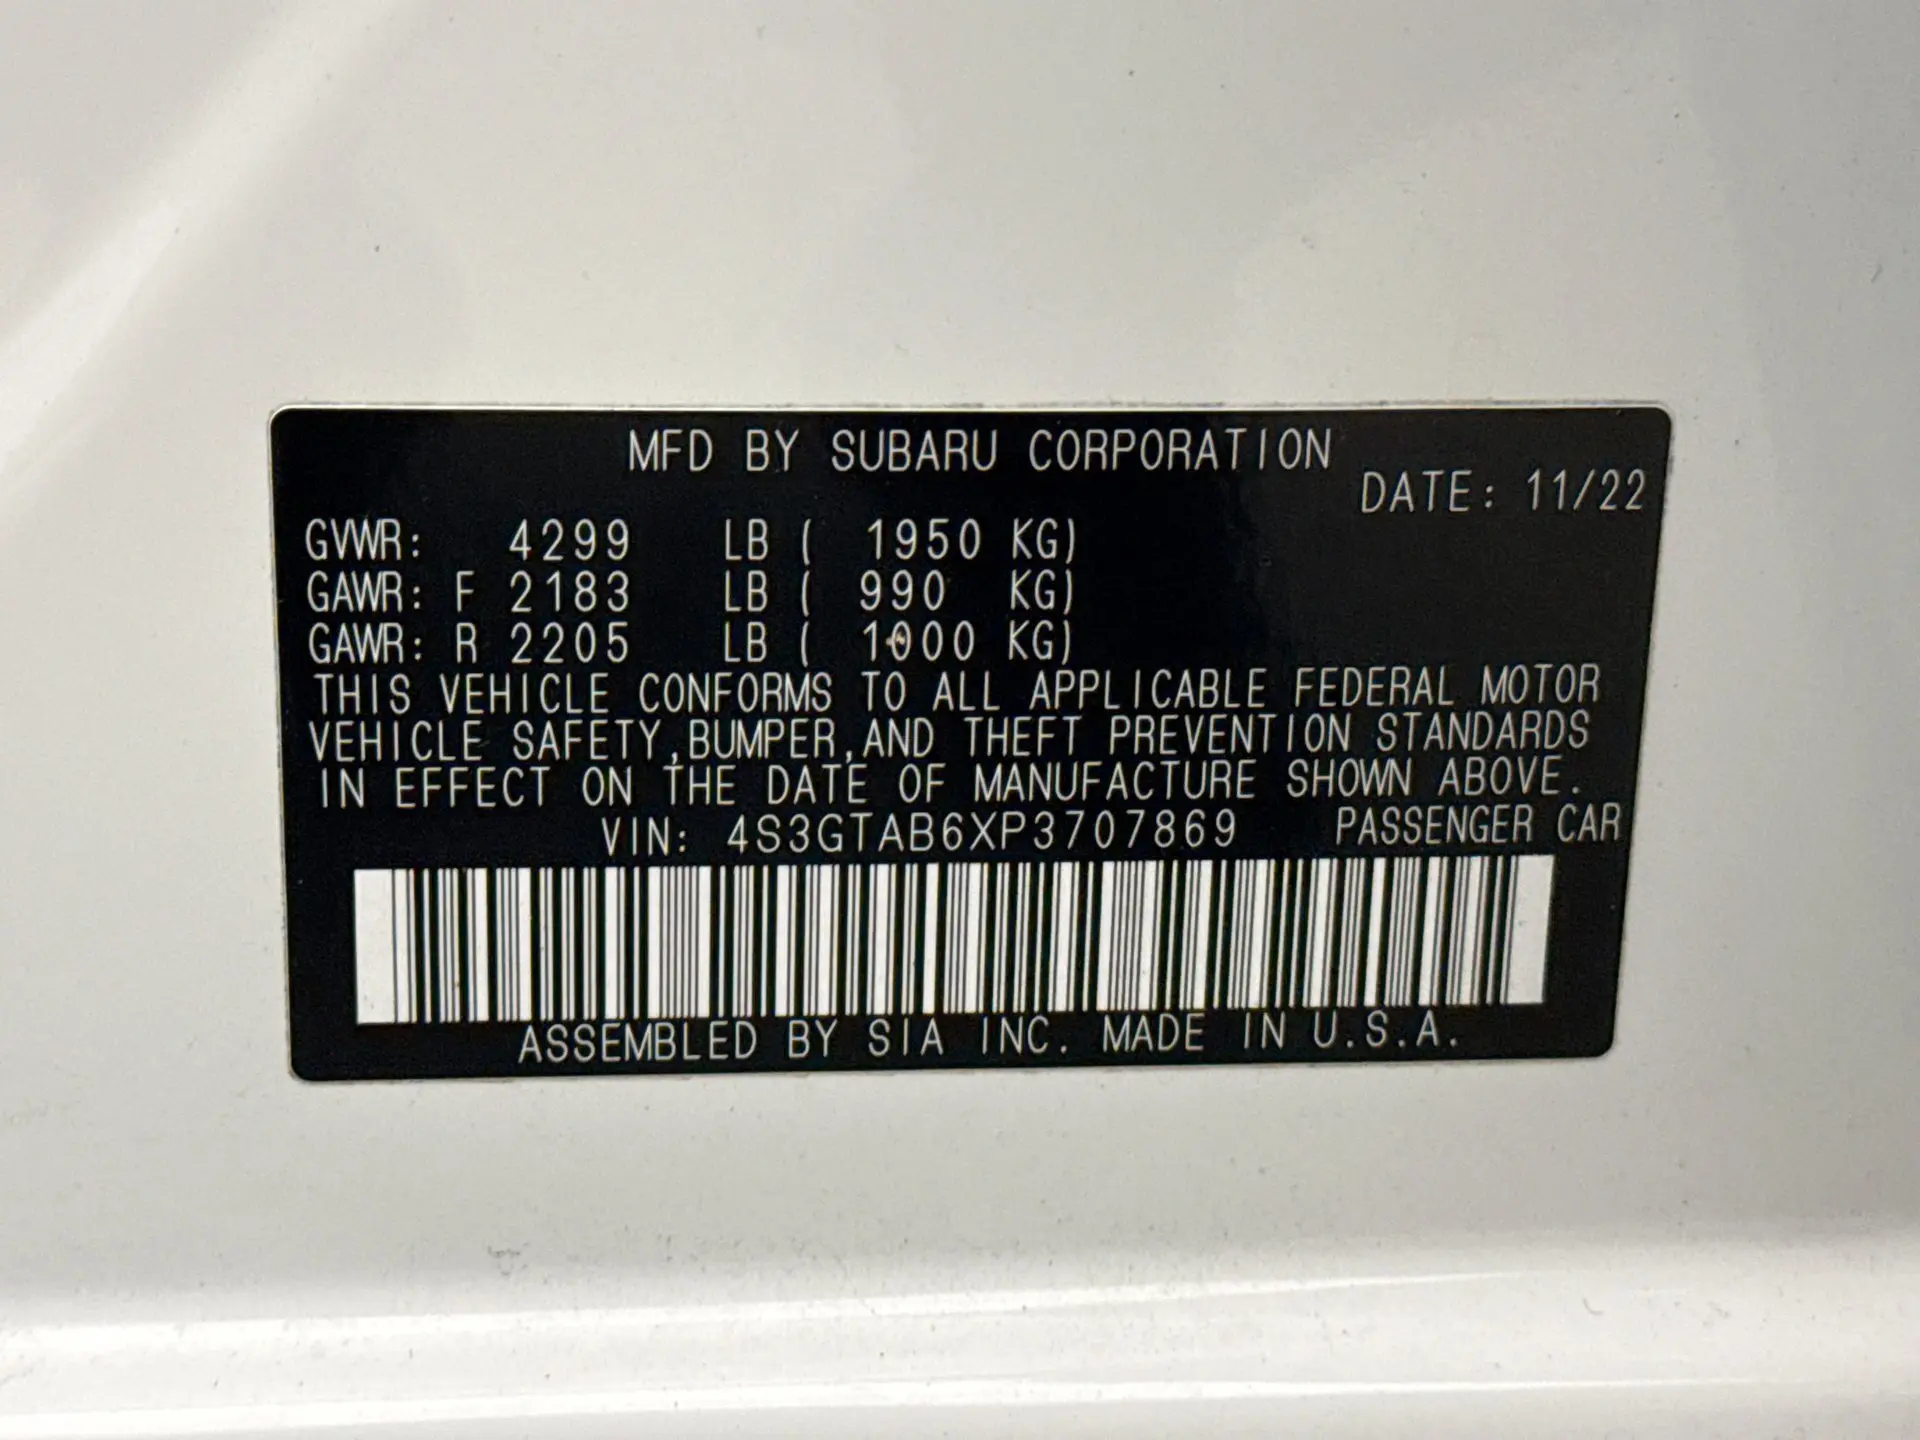 MFD BY SUBARU CORPORATION
DATE: 11/22
GVWR: 4299 LB ( 1950 KG)
GAWR: F 2183 LB ( 990 KG)
GAWR: R 2205 LB ( 1000 KG)
THIS VEHICLE CONFORMS TO ALL APPLICABLE FEDERAL MOTOR
VEHICLE SAFETY,BUMPER,AND THEFT PREVENTION STANDARDS
IN EFFECT ON THE DATE OF MANUFACTURE SHOWN ABOVE.
VIN: 4S3GTAB6XP3707869 PASSENGER CAR
ASSEMBLED BY SIA INC. MADE IN U.S.A.